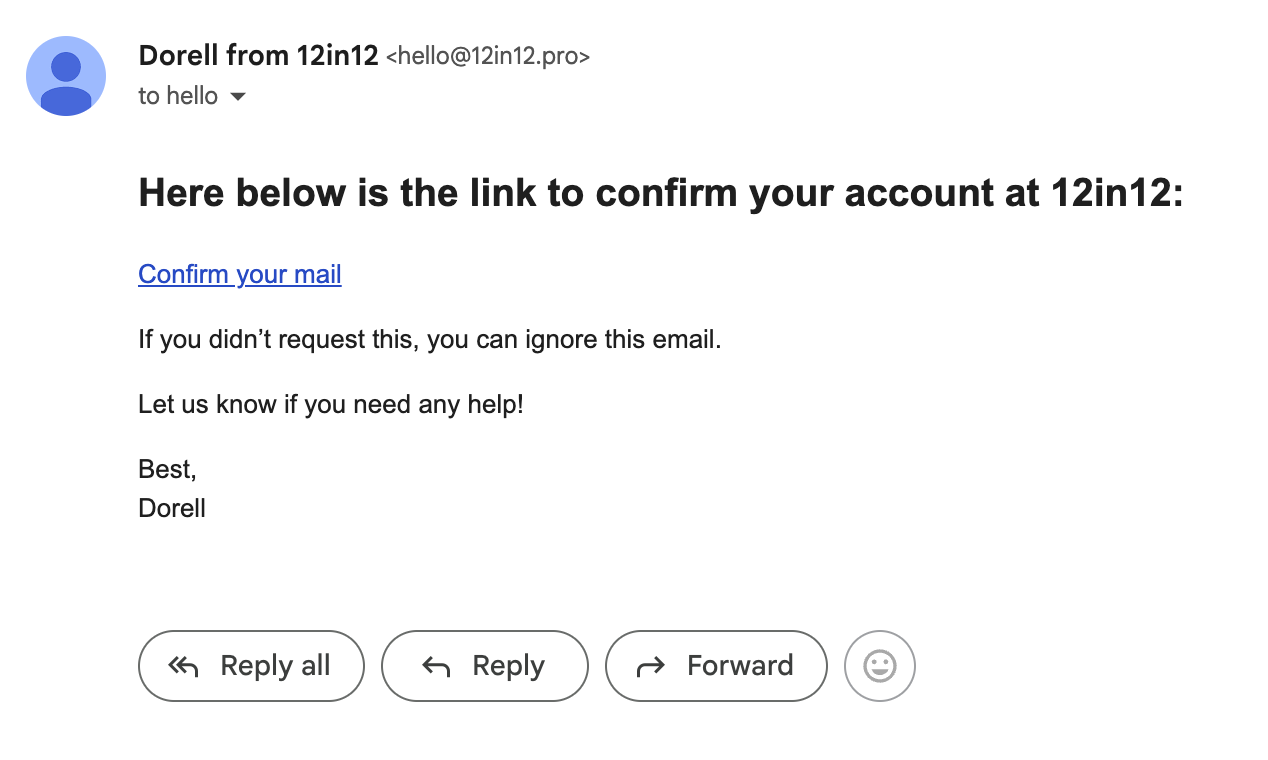 Dorell from 12in12 <hello@12in12.pro>
to hello
Here below is the link to confirm your account at 12in12:
Confirm your mail
If you didn’t request this, you can ignore this email.
Let us know if you need any help!
Best,
Dorell
Reply all Reply Forward